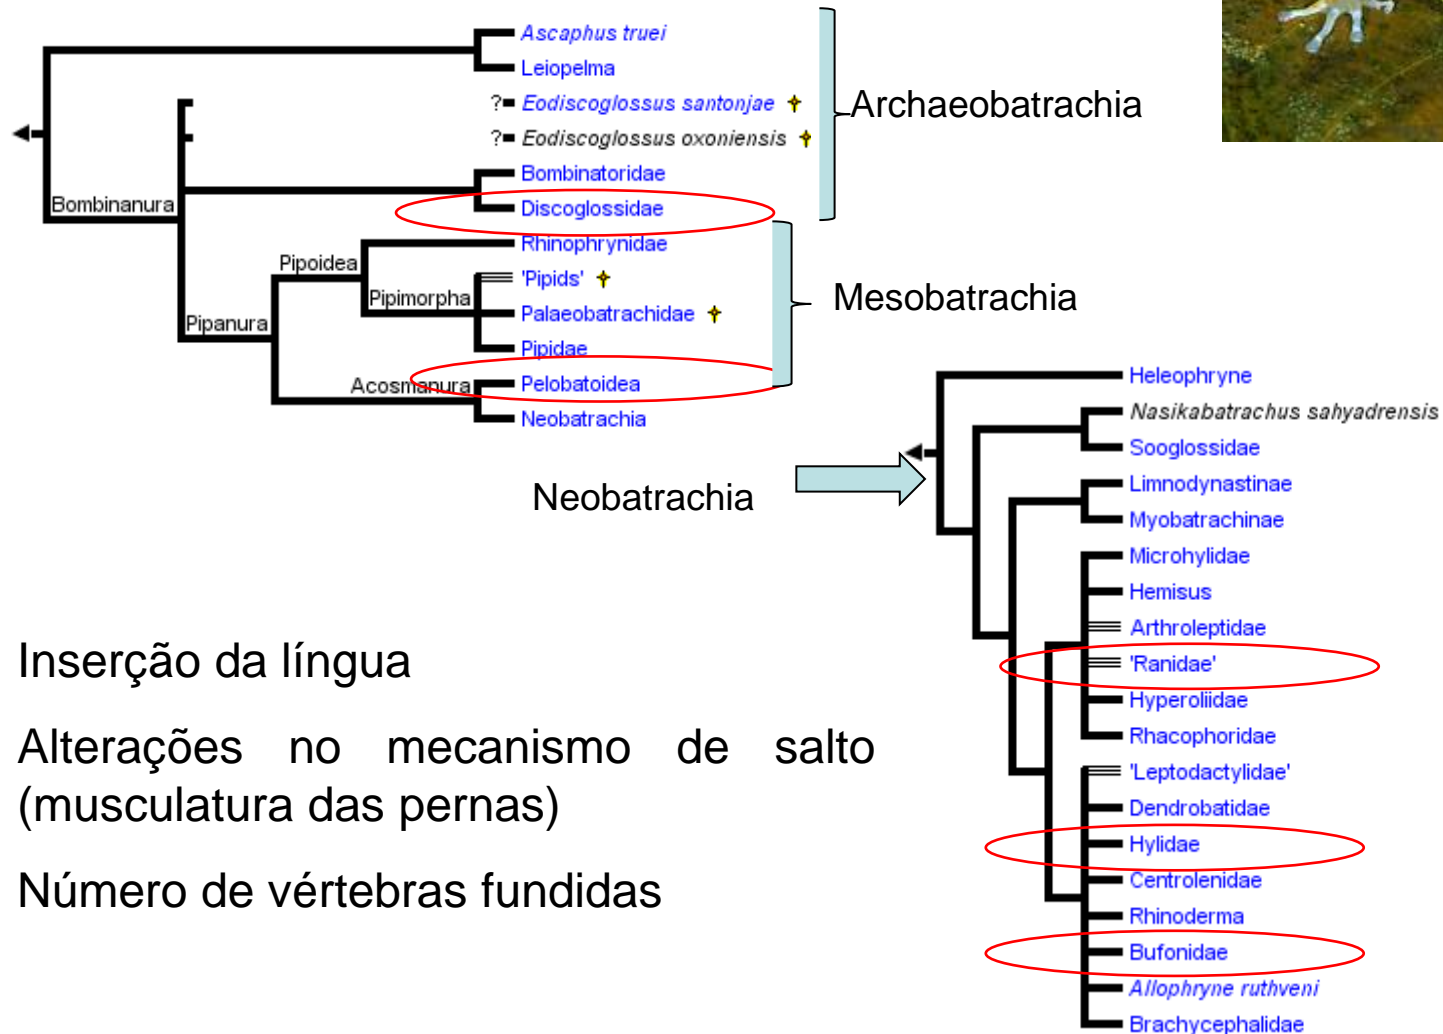 Ascaphus truei
Leiopelma
?Eodiscoglossus santonjae
?Eodiscoglossus oxoniensis
Archaeobatrachia
Bombinatoridae
Bombinanura
Discoglossidae
Rhinophrynidae
Pipoidea
'Pipids'
Pipimorpha
Palaeobatrachidae
Mesobatrachia
Pipanura
Pipidae
Acosmanura
Pelobatoidea
Neobatrachia
Neobatrachia
Heleophryne
Nasikabatrachus sahyadrensis
Sooglossidae
Limnodynastinae
Myobatrachinae
Microhylidae
Hemisus
Arthroleptidae
'Ranidae'
Hyperoliidae
Rhacophoridae
'Leptodactylidae'
Dendrobatidae
Hylidae
Centrolenidae
Rhinoderma
Bufonidae
Allophryne ruthveni
Brachycephalidae
Inserção da língua
Alterações no mecanismo de salto
(musculatura das pernas)
Número de vértebras fundidas